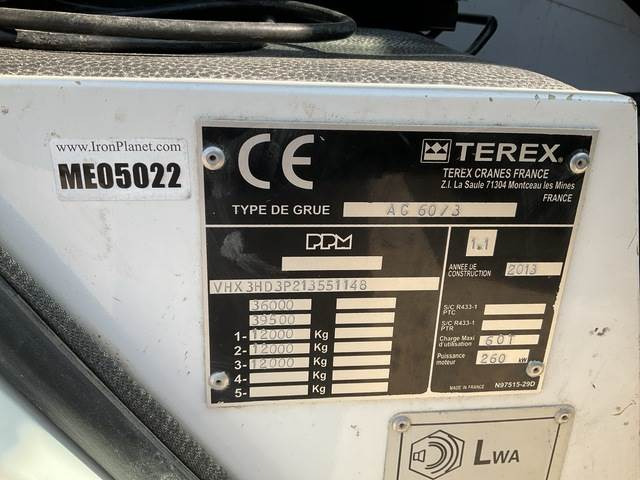 www.IronPlanet.com
ME05022
CE
TEREX.
TEREX CRANES FRANCE
Z.I. La Saule 71304 Montceau les Mines
FRANCE
TYPE DE GRUE AC 60/3
PPM
VHX3HD3P213551148
36000
39500
1- 12000 Kg
2- 12000 Kg
3- 12000 Kg
4- Kg
5- Kg
1.1
ANNEE DE
CONSTRUCTION 2013
S/C R433-1
PTC
S/C R433-1
PTR
Charge Maxi
d'utilisation 60T
Puissance
moteur 260 kW
MADE IN FRANCE N97515-29D
LWA